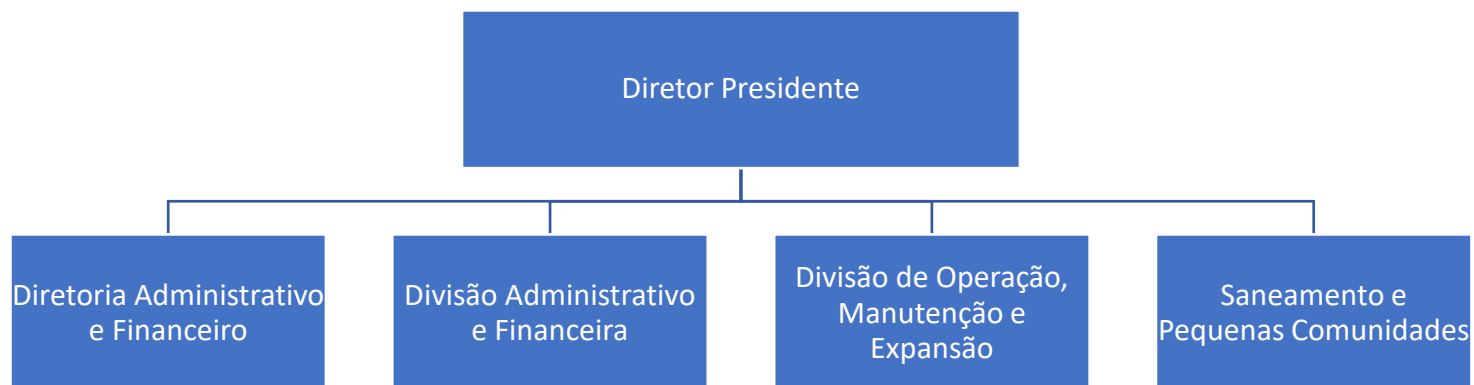 Diretor Presidente
Diretoria Administrativo
e Financeiro
Divisão Administrativo
e Financeira
Divisão de Operação,
Manutenção e
Expansão
Saneamento e
Pequenas Comunidades